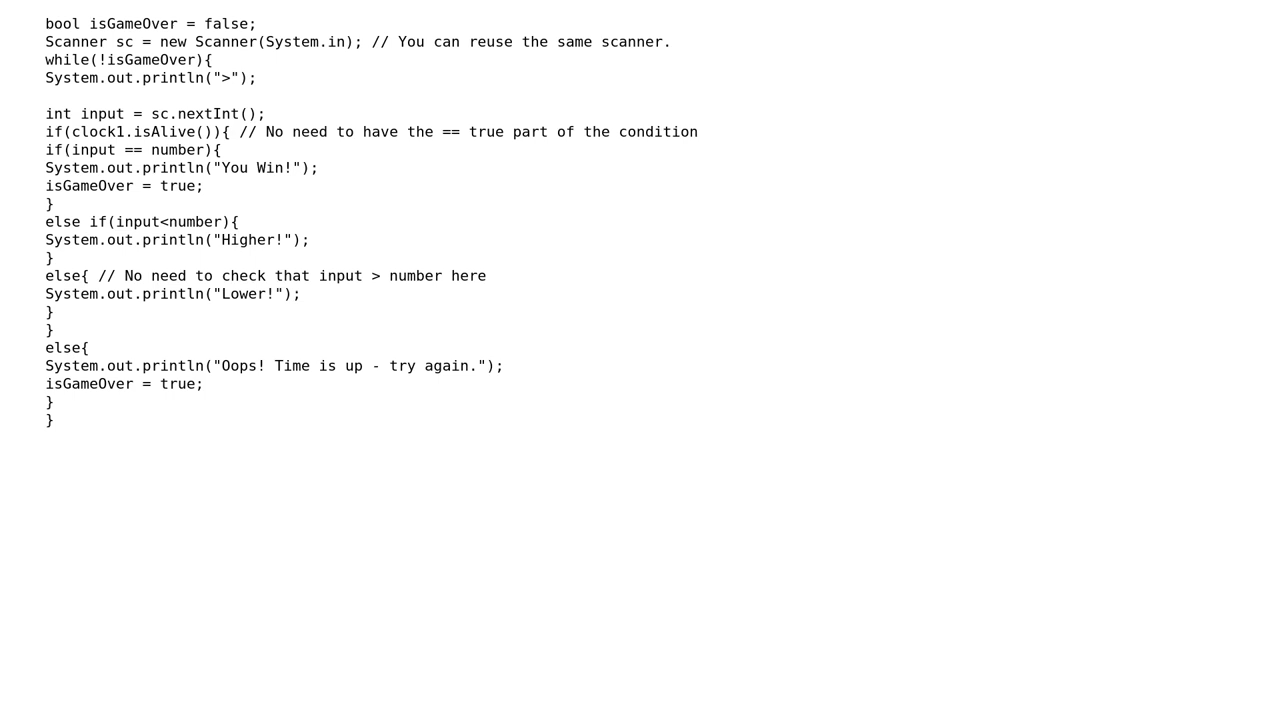 bool isGameOver = false;
Scanner sc = new Scanner(System.in); // You can reuse the same scanner.
while(!isGameOver){
System.out.println(">");

int input = sc.nextInt();
if(clock1.isAlive()){ // No need to have the == true part of the condition
if(input == number){
System.out.println("You Win!");
isGameOver = true;
}
else if(input<number){
System.out.println("Higher!");
}
else{ // No need to check that input > number here
System.out.println("Lower!");
}
}
else{
System.out.println("Oops! Time is up - try again.");
isGameOver = true;
}
}